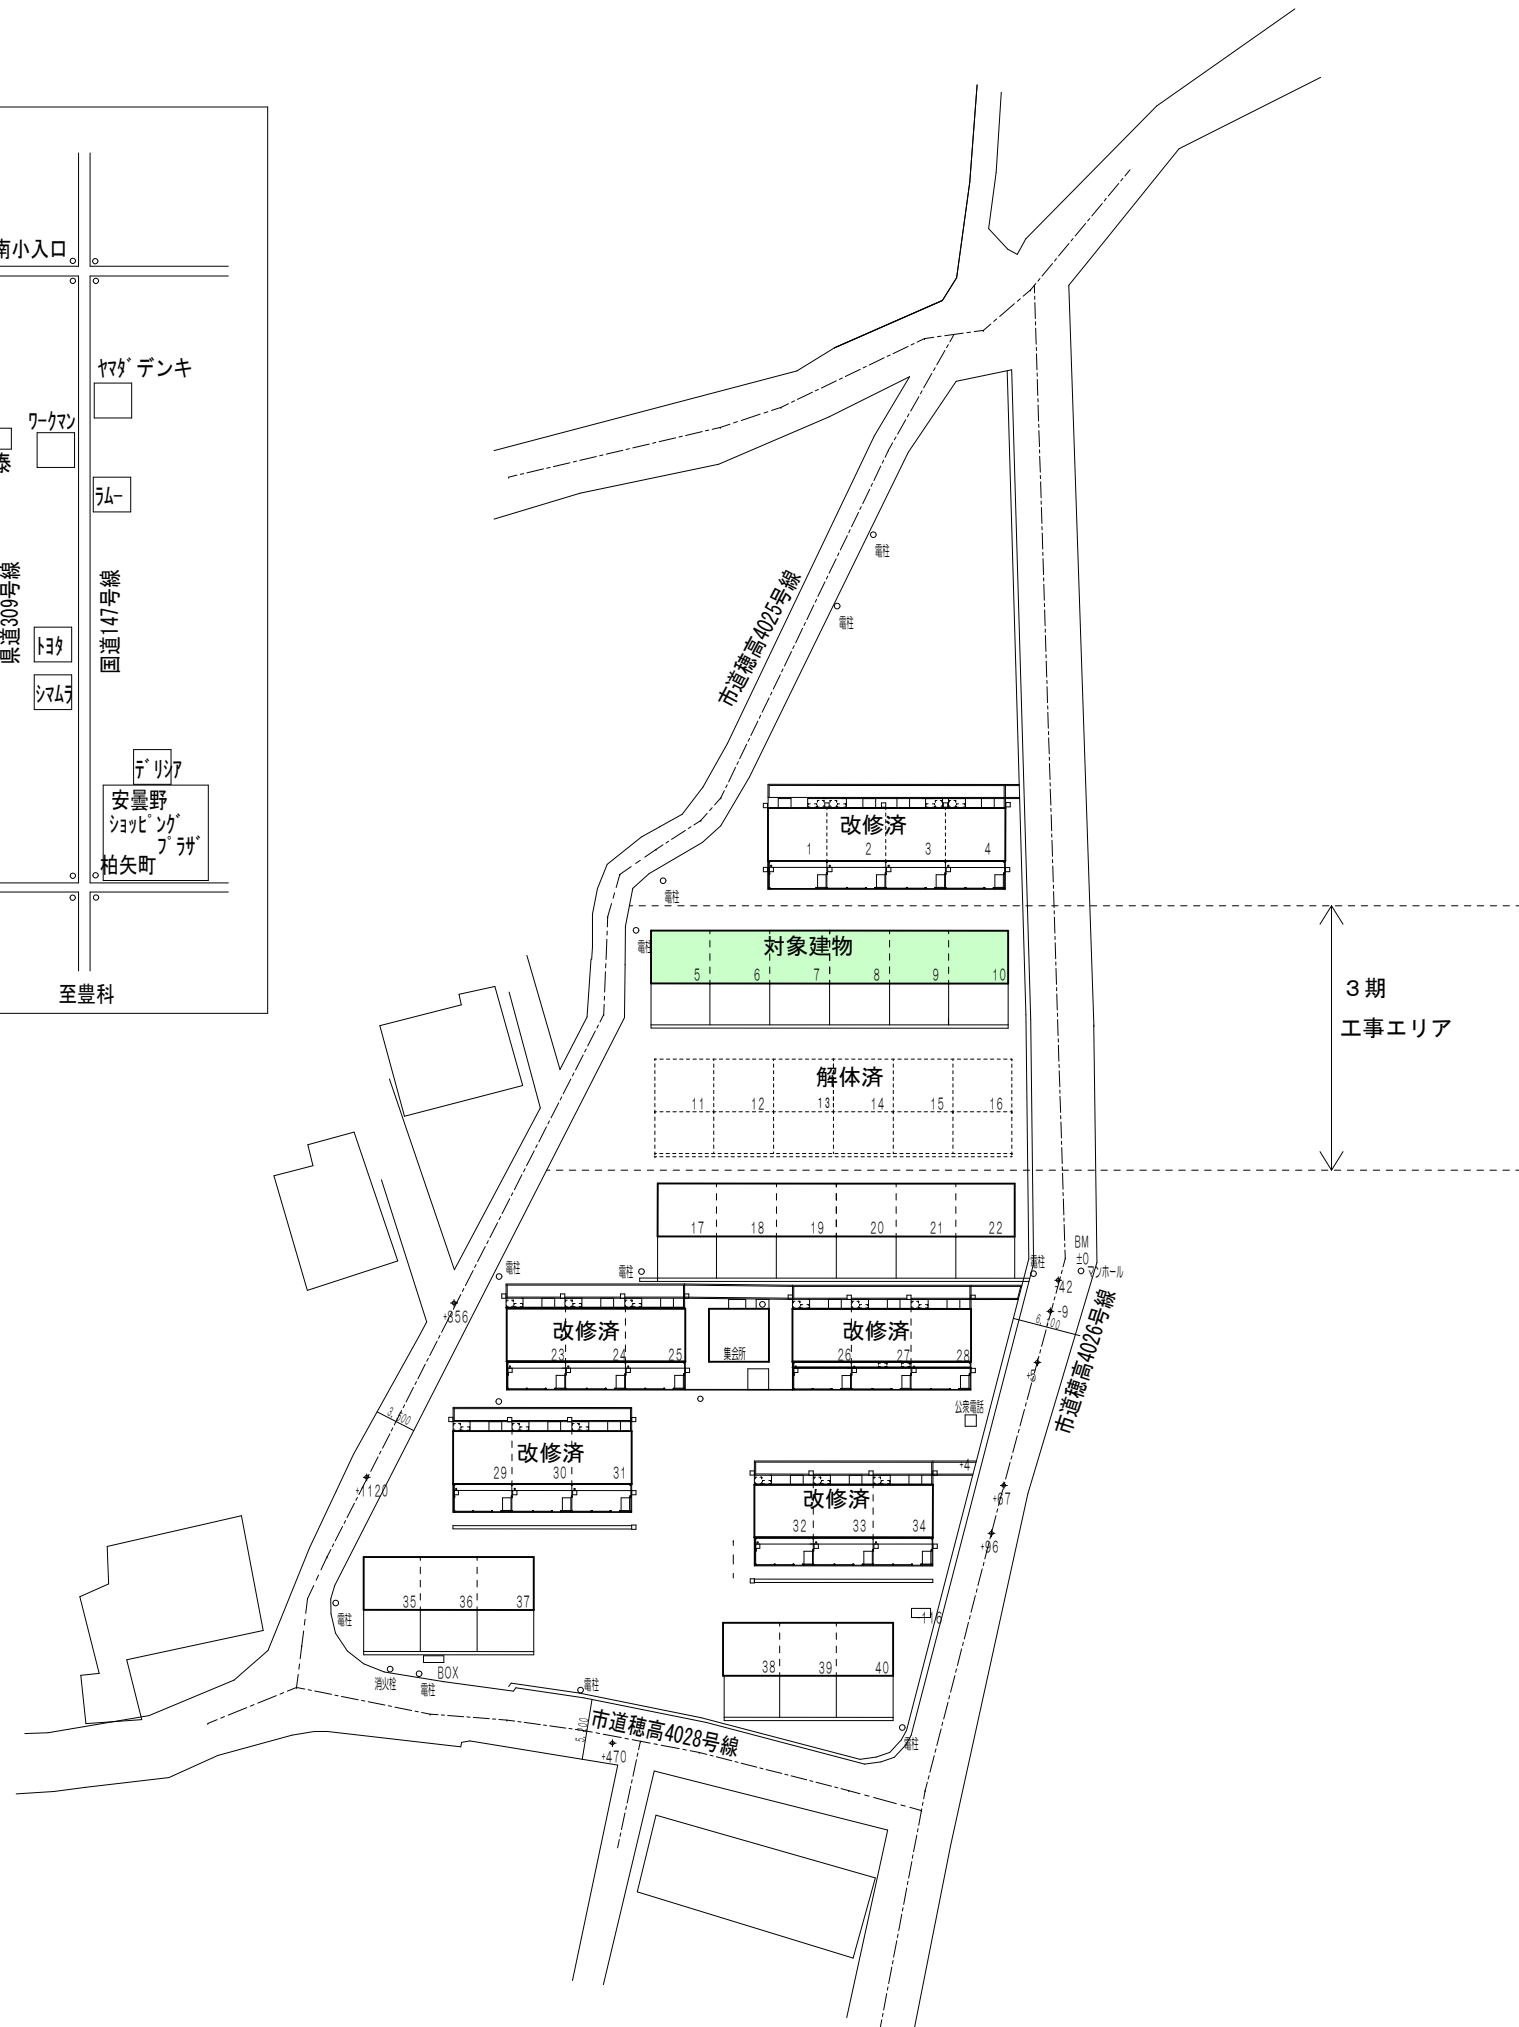 南小入口
ﾔﾏﾀﾞデンキ
ﾜｰｸﾏﾝ
泰
ﾗﾑｰ
県道309号線
国道147号線
ﾄﾖﾀ
ｼﾏﾑﾗ
ﾃﾞﾘｼｱ
安曇野
ｼｮｯﾋﾟﾝｸﾞ
ﾌﾟﾗｻﾞ
柏矢町
至豊科
電柱
電柱
市道穂高4025号線
改修済
1 2 3 4
電柱
電柱
対象建物
5 6 7 8 9 10
3期
工事エリア
解体済
11 12 13 14 15 16
17 18 19 20 21 22
BM
±0
マンホール
電柱
電柱
電柱
+42
-9
6,100
+856
改修済
23 24 25
集会所
改修済
26 27 28
+5
市道穂高4026号線
公衆電話
3,600
改修済
29 30 31
+1120
+4
改修済
32 33 34
+67
+96
35 36 37
電柱
116
38 39 40
消火栓
電柱
BOX
電柱
電柱
市道穂高4028号線
+470